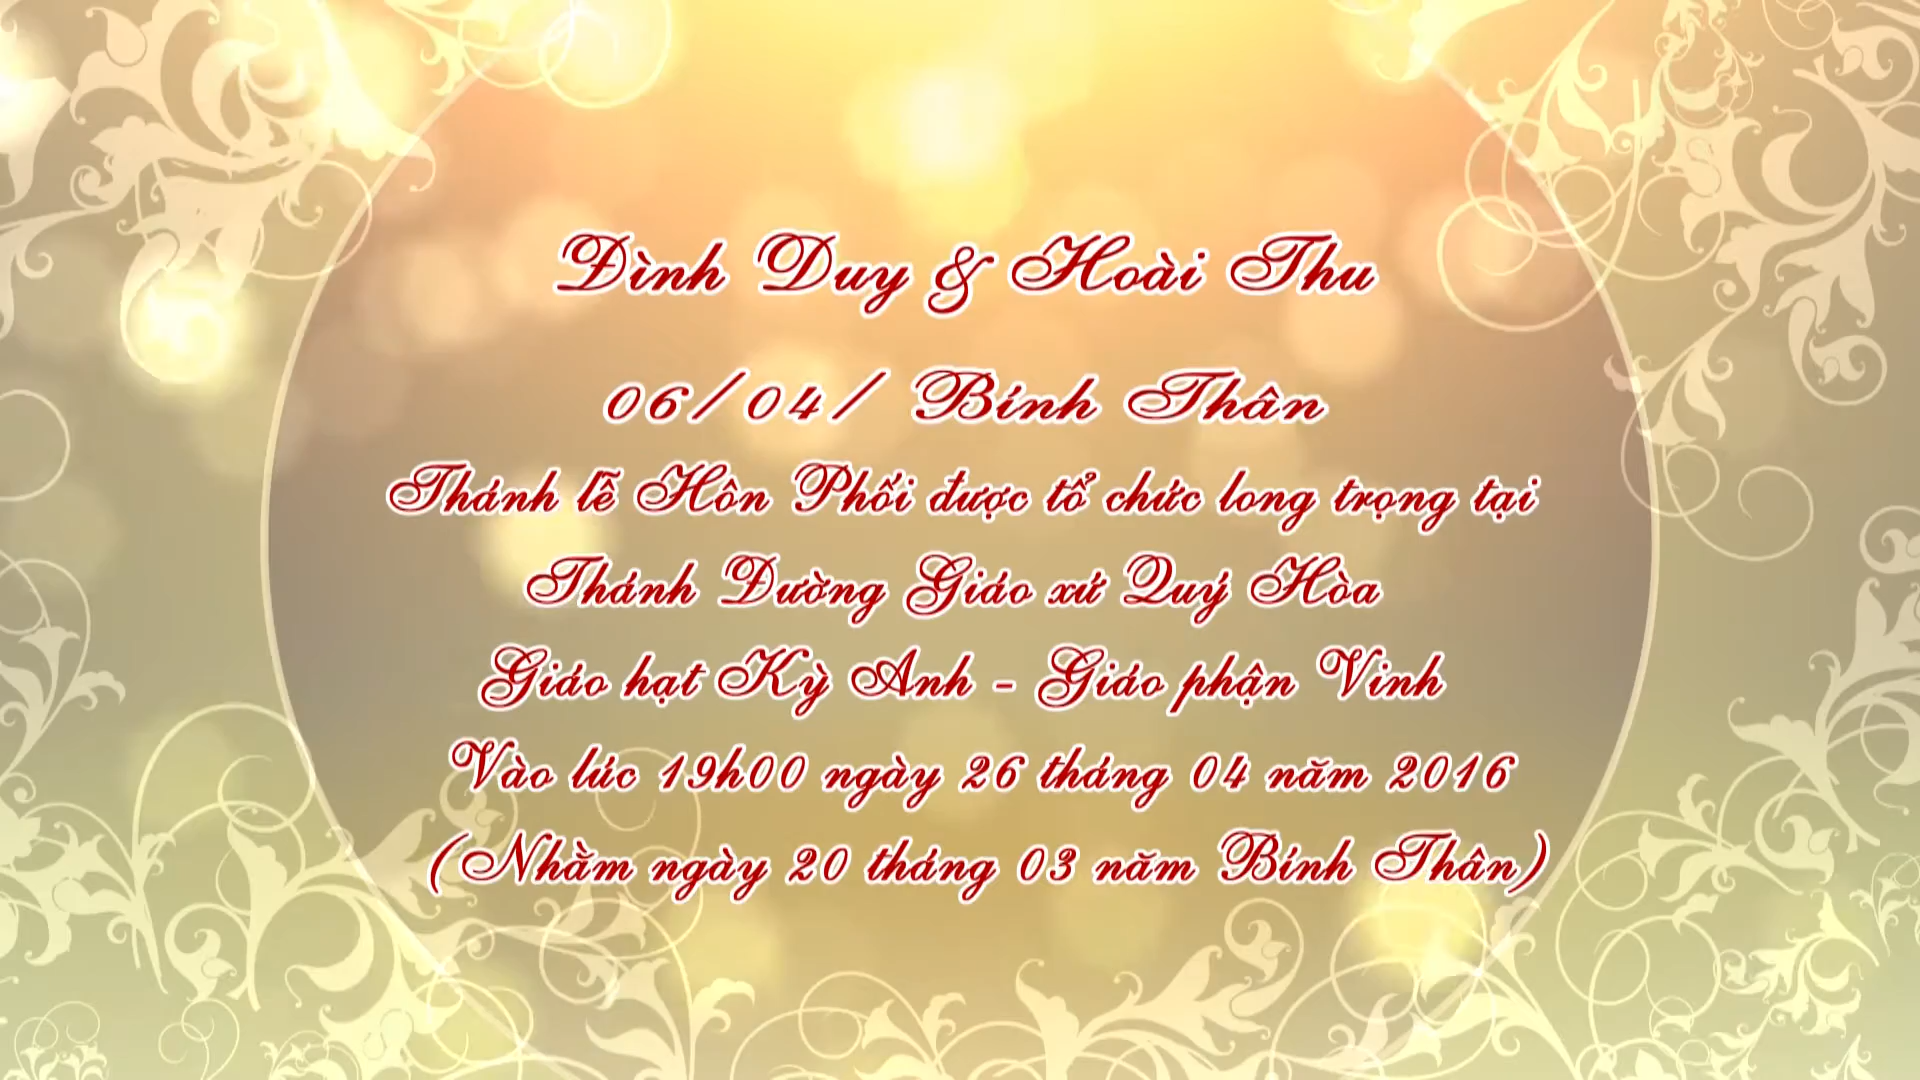 Đình Duy & Hoài Thu
06/04/ Bính Thân
Thánh lễ Hôn Phối được tổ chức long trọng tại
Thánh Đường Giáo xứ Quý Hòa
Giáo hạt Kỳ Anh - Giáo phận Vinh
Vào lúc 19h00 ngày 26 tháng 04 năm 2016
(Nhằm ngày 20 tháng 03 năm Bính Thân)